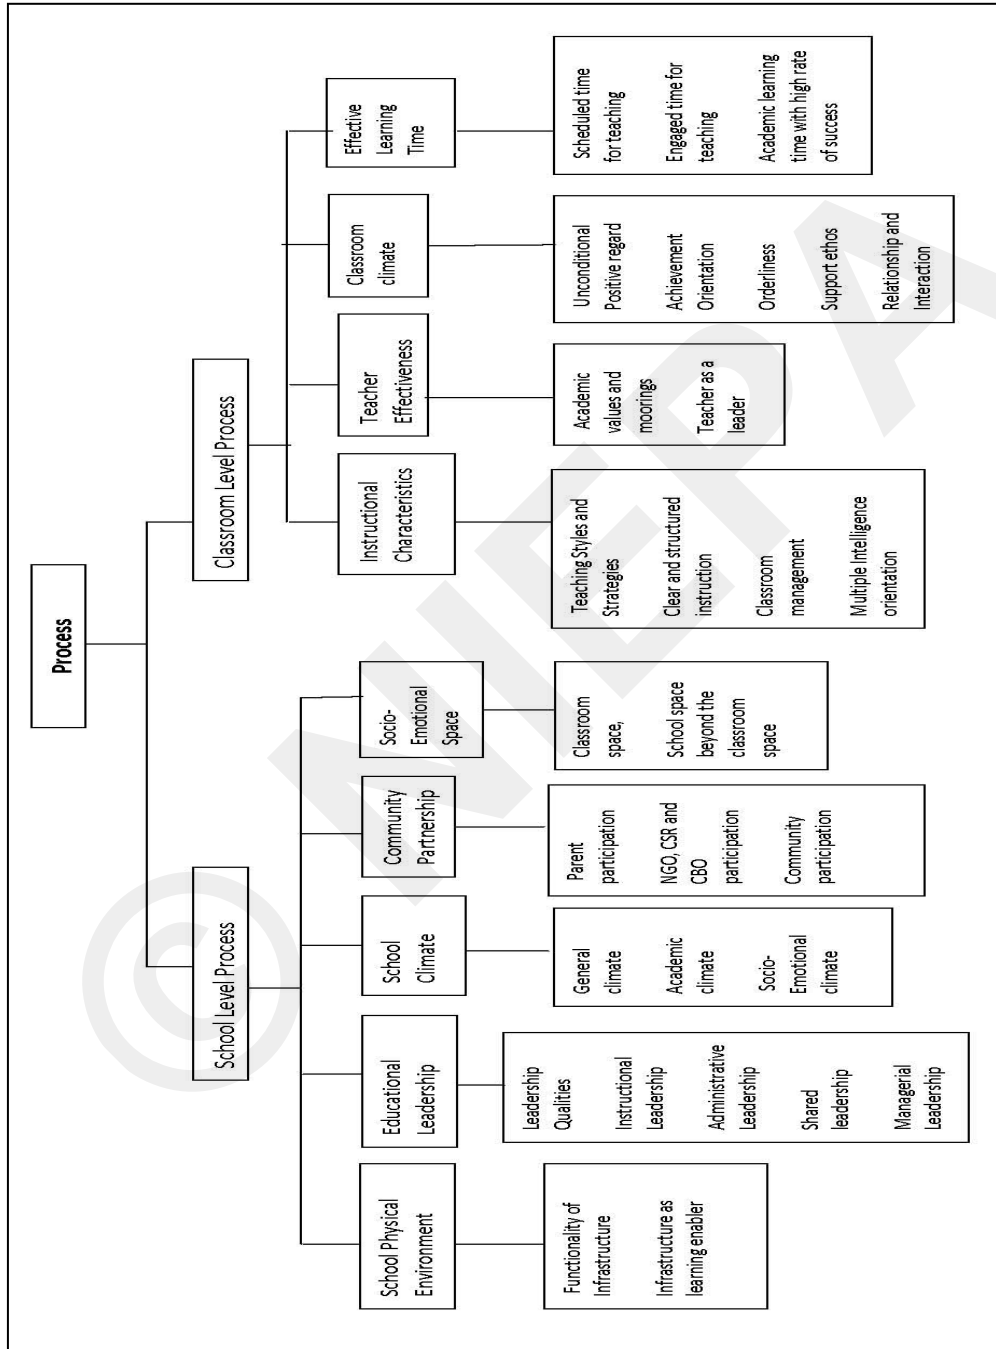 Process
School Level Process
Classroom Level Process
School Physical
Environment
Educational
Leadership
School
Climate
Community
Partnership
Socio-
Emotional
Space
Instructional
Characteristics
Teacher
Effectiveness
Classroom
climate
Effective
Learning
Time
Functionality of
Infrastructure
Infrastructure as
learning enabler
Leadership
Qualities
Instructional
Leadership
Administrative
Leadership
Shared
leadership
Managerial
Leadership
General
climate
Academic
climate
Socio-
Emotional climate
Parent
participation
NGO, CSR and
CBO
participation
Community
participation
Classroom
space,
School space
beyond the
classroom
space
Teaching Styles and
Strategies
Clear and structured
instruction
Classroom
management
Multiple Intelligence
orientation
Academic
values and
moorings
Teacher as a
leader
Unconditional
Positive regard
Achievement
Orientation
Orderliness
Support ethos
Relationship and
Interaction
Scheduled time
for teaching
Engaged time for
teaching
Academic learning
time with high rate
of success
© NIEPA